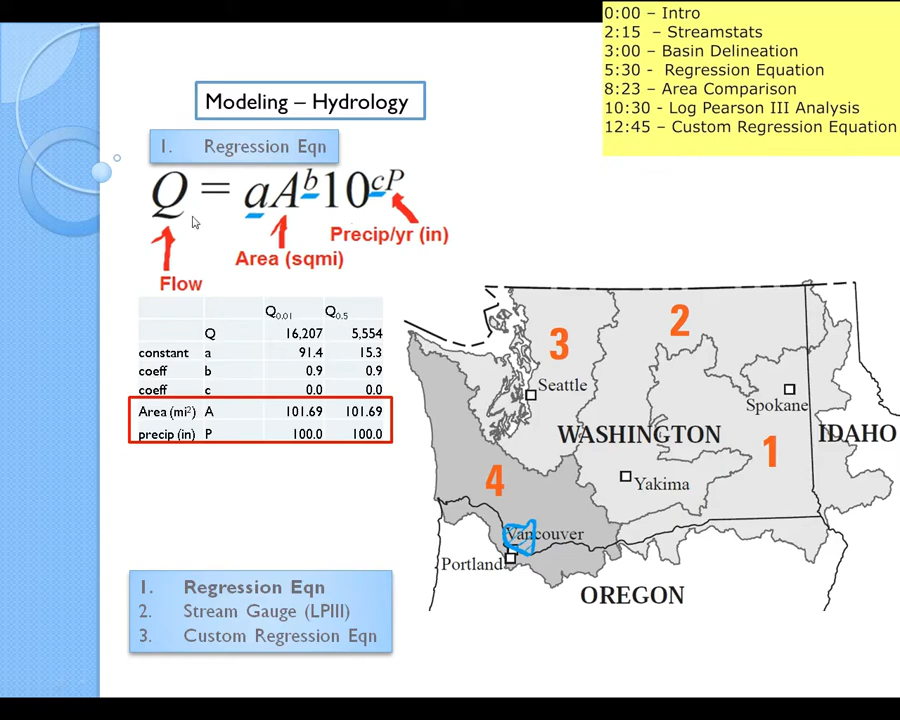 0:00 – Intro
2:15 – Streamstats
3:00 – Basin Delineation
5:30 - Regression Equation
8:23 – Area Comparison
10:30 - Log Pearson III Analysis
12:45 – Custom Regression Equation
Modeling – Hydrology
1. Regression Eqn
Q = aA^b10^cP
Precip/yr (in)
Area (sqmi)
Flow
Q0.01 Q0.5
Q 16,207 5,554
constant a 91.4 15.3
coeff b 0.9 0.9
coeff c 0.0 0.0
Area (mi²) A 101.69 101.69
precip (in) P 100.0 100.0
3
2
Seattle
Spokane
WASHINGTON
IDAHO
1
4
Yakima
Vancouver
Portland
OREGON
1. Regression Eqn
2. Stream Gauge (LPIII)
3. Custom Regression Eqn